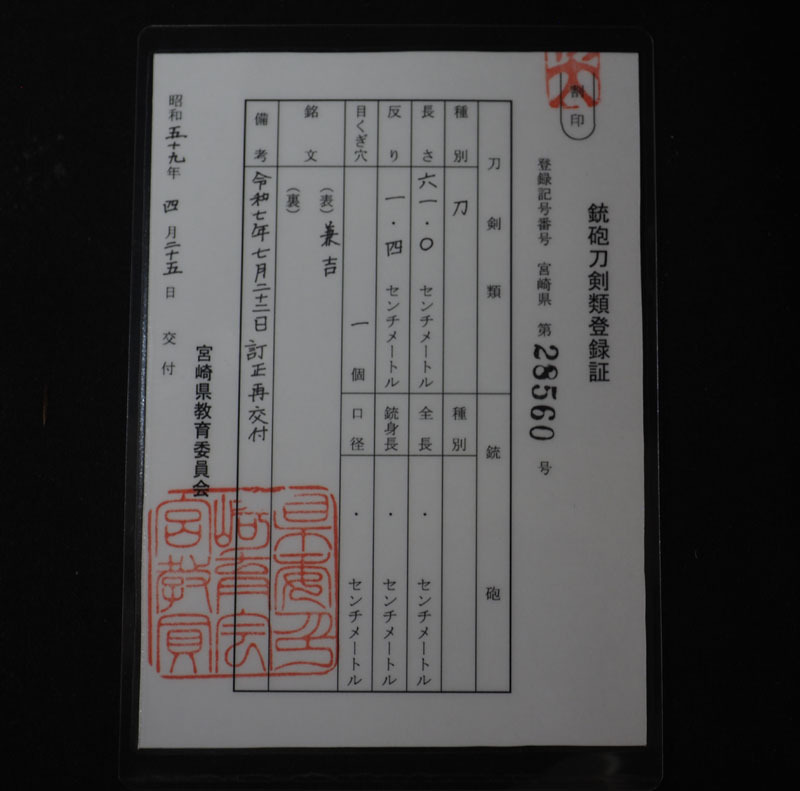 割印
銃砲刀剣類登録証
登録記号番号 宮崎県 第 28560 号
刀剣類
銃砲
種別 刀
種別
長さ 六一・〇 センチメートル
全長 ・ センチメートル
反り 一・四 センチメートル
銃身長 ・ センチメートル
目くぎ穴 一個
口径 ・ センチメートル
銘文
(表) 兼吉
(裏)
備考 令和七年七月二十二日 訂正再交付
昭和五十九年 四月二十五日 交付
宮崎県教育委員会